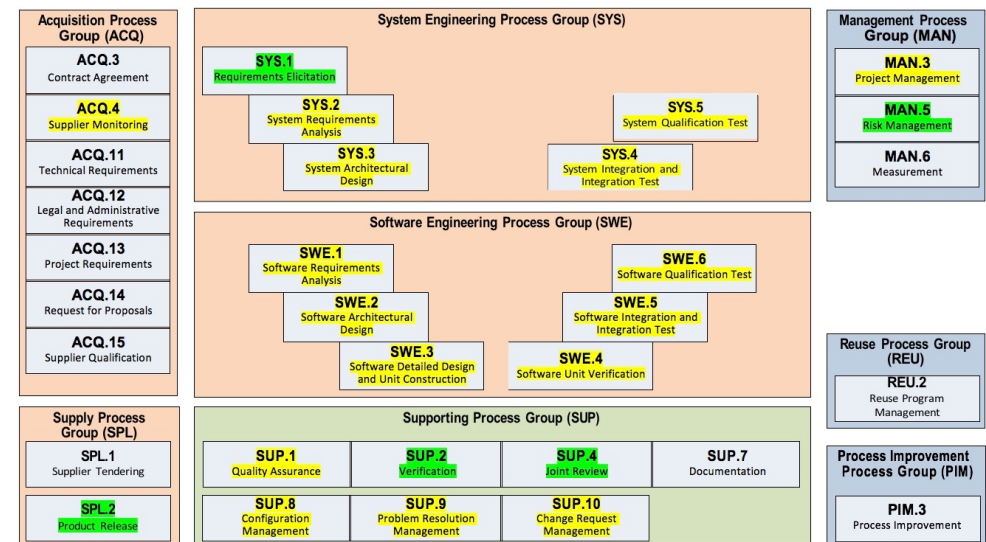 Acquisition Process
Group (ACQ)
ACQ.3
Contract Agreement
ACQ.4
Supplier Monitoring
ACQ.11
Technical Requirements
ACQ.12
Legal and Administrative
Requirements
ACQ.13
Project Requirements
ACQ.14
Request for Proposals
ACQ.15
Supplier Qualification
System Engineering Process Group (SYS)
SYS.1
Requirements Elicitation
SYS.2
System Requirements
Analysis
SYS.3
System Architectural
Design
SYS.5
System Qualification Test
SYS.4
System Integration and
Integration Test
Management Process
Group (MAN)
MAN.3
Project Management
MAN.5
Risk Management
MAN.6
Measurement
Software Engineering Process Group (SWE)
SWE.1
Software Requirements
Analysis
SWE.2
Software Architectural
Design
SWE.3
Software Detailed Design
and Unit Construction
SWE.6
Software Qualification Test
SWE.5
Software Integration and
Integration Test
SWE.4
Software Unit Verification
Reuse Process Group
(REU)
REU.2
Reuse Program
Management
Supply Process
Group (SPL)
SPL.1
Supplier Tendering
SPL.2
Product Release
Supporting Process Group (SUP)
SUP.1
Quality Assurance
SUP.2
Verification
SUP.4
Joint Review
SUP.7
Documentation
SUP.8
Configuration
Management
SUP.9
Problem Resolution
Management
SUP.10
Change Request
Management
Process Improvement
Process Group (PIM)
PIM.3
Process Improvement